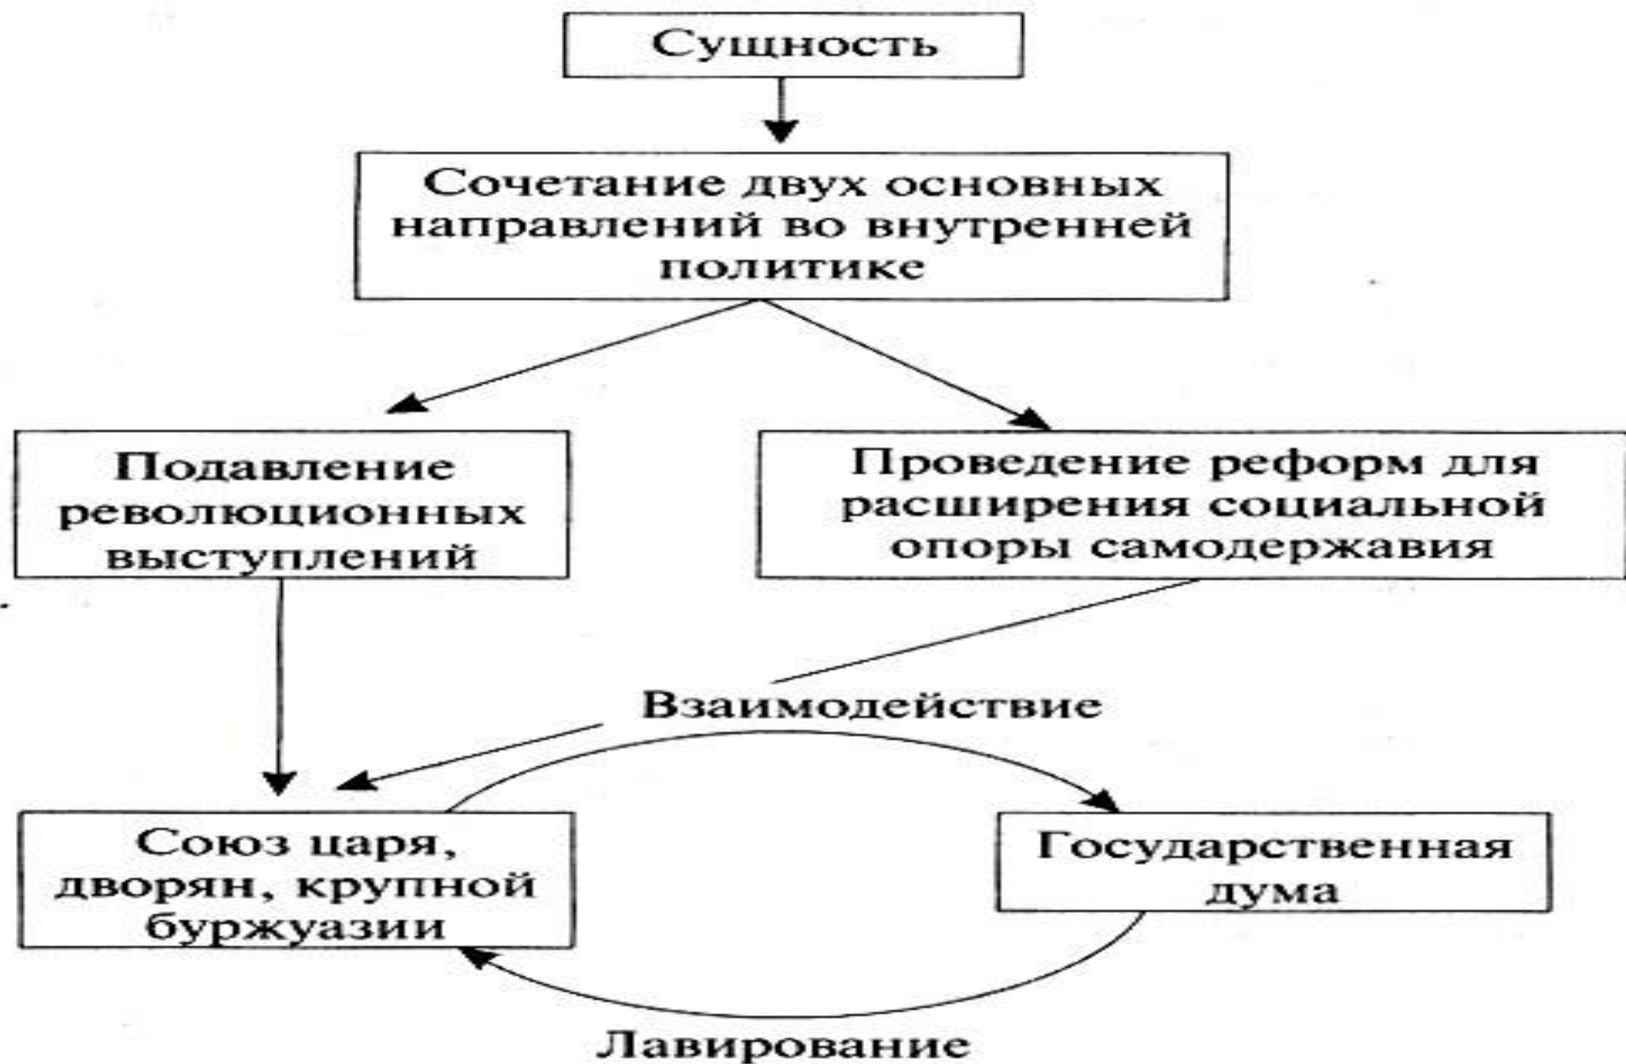 Сущность
Сочетание двух основных
направлений во внутренней
политике
Подавление
революционных
выступлений
Проведение реформ для
расширения социальной
опоры самодержавия
Взаимодействие
Союз царя,
дворян, крупной
буржуазии
Государственная
дума
Лавирование